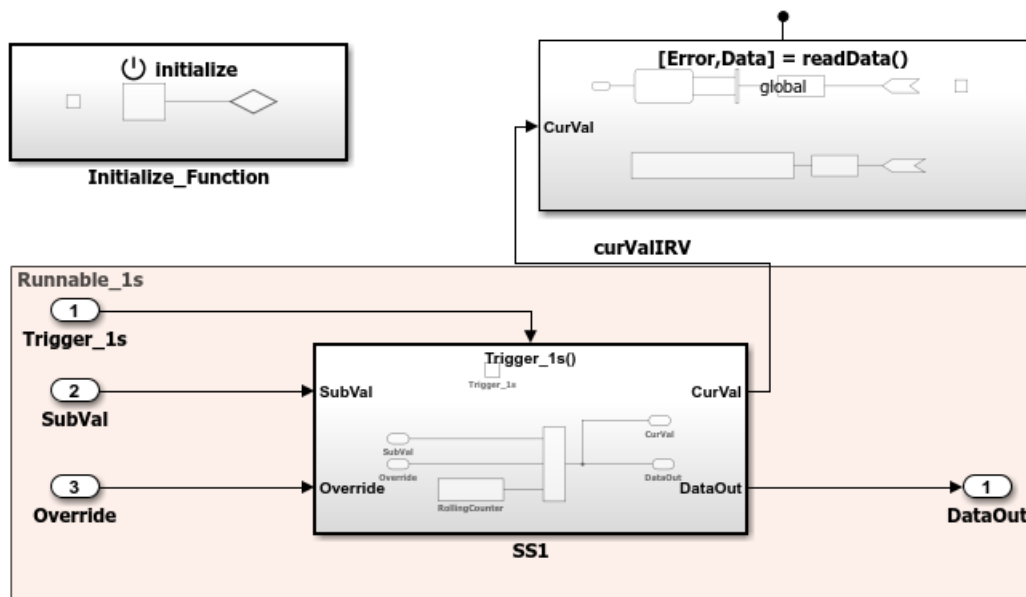 initialize
Initialize_Function
[Error,Data] = readData()
global
CurVal
curValIRV
Runnable_1s
1
Trigger_1s
2
SubVal
3
Override
Trigger_1s()
Trigger_1s
SubVal
CurVal
CurVal
SubVal
Override
DataOut
Override
DataOut
RollingCounter
SS1
1
DataOut